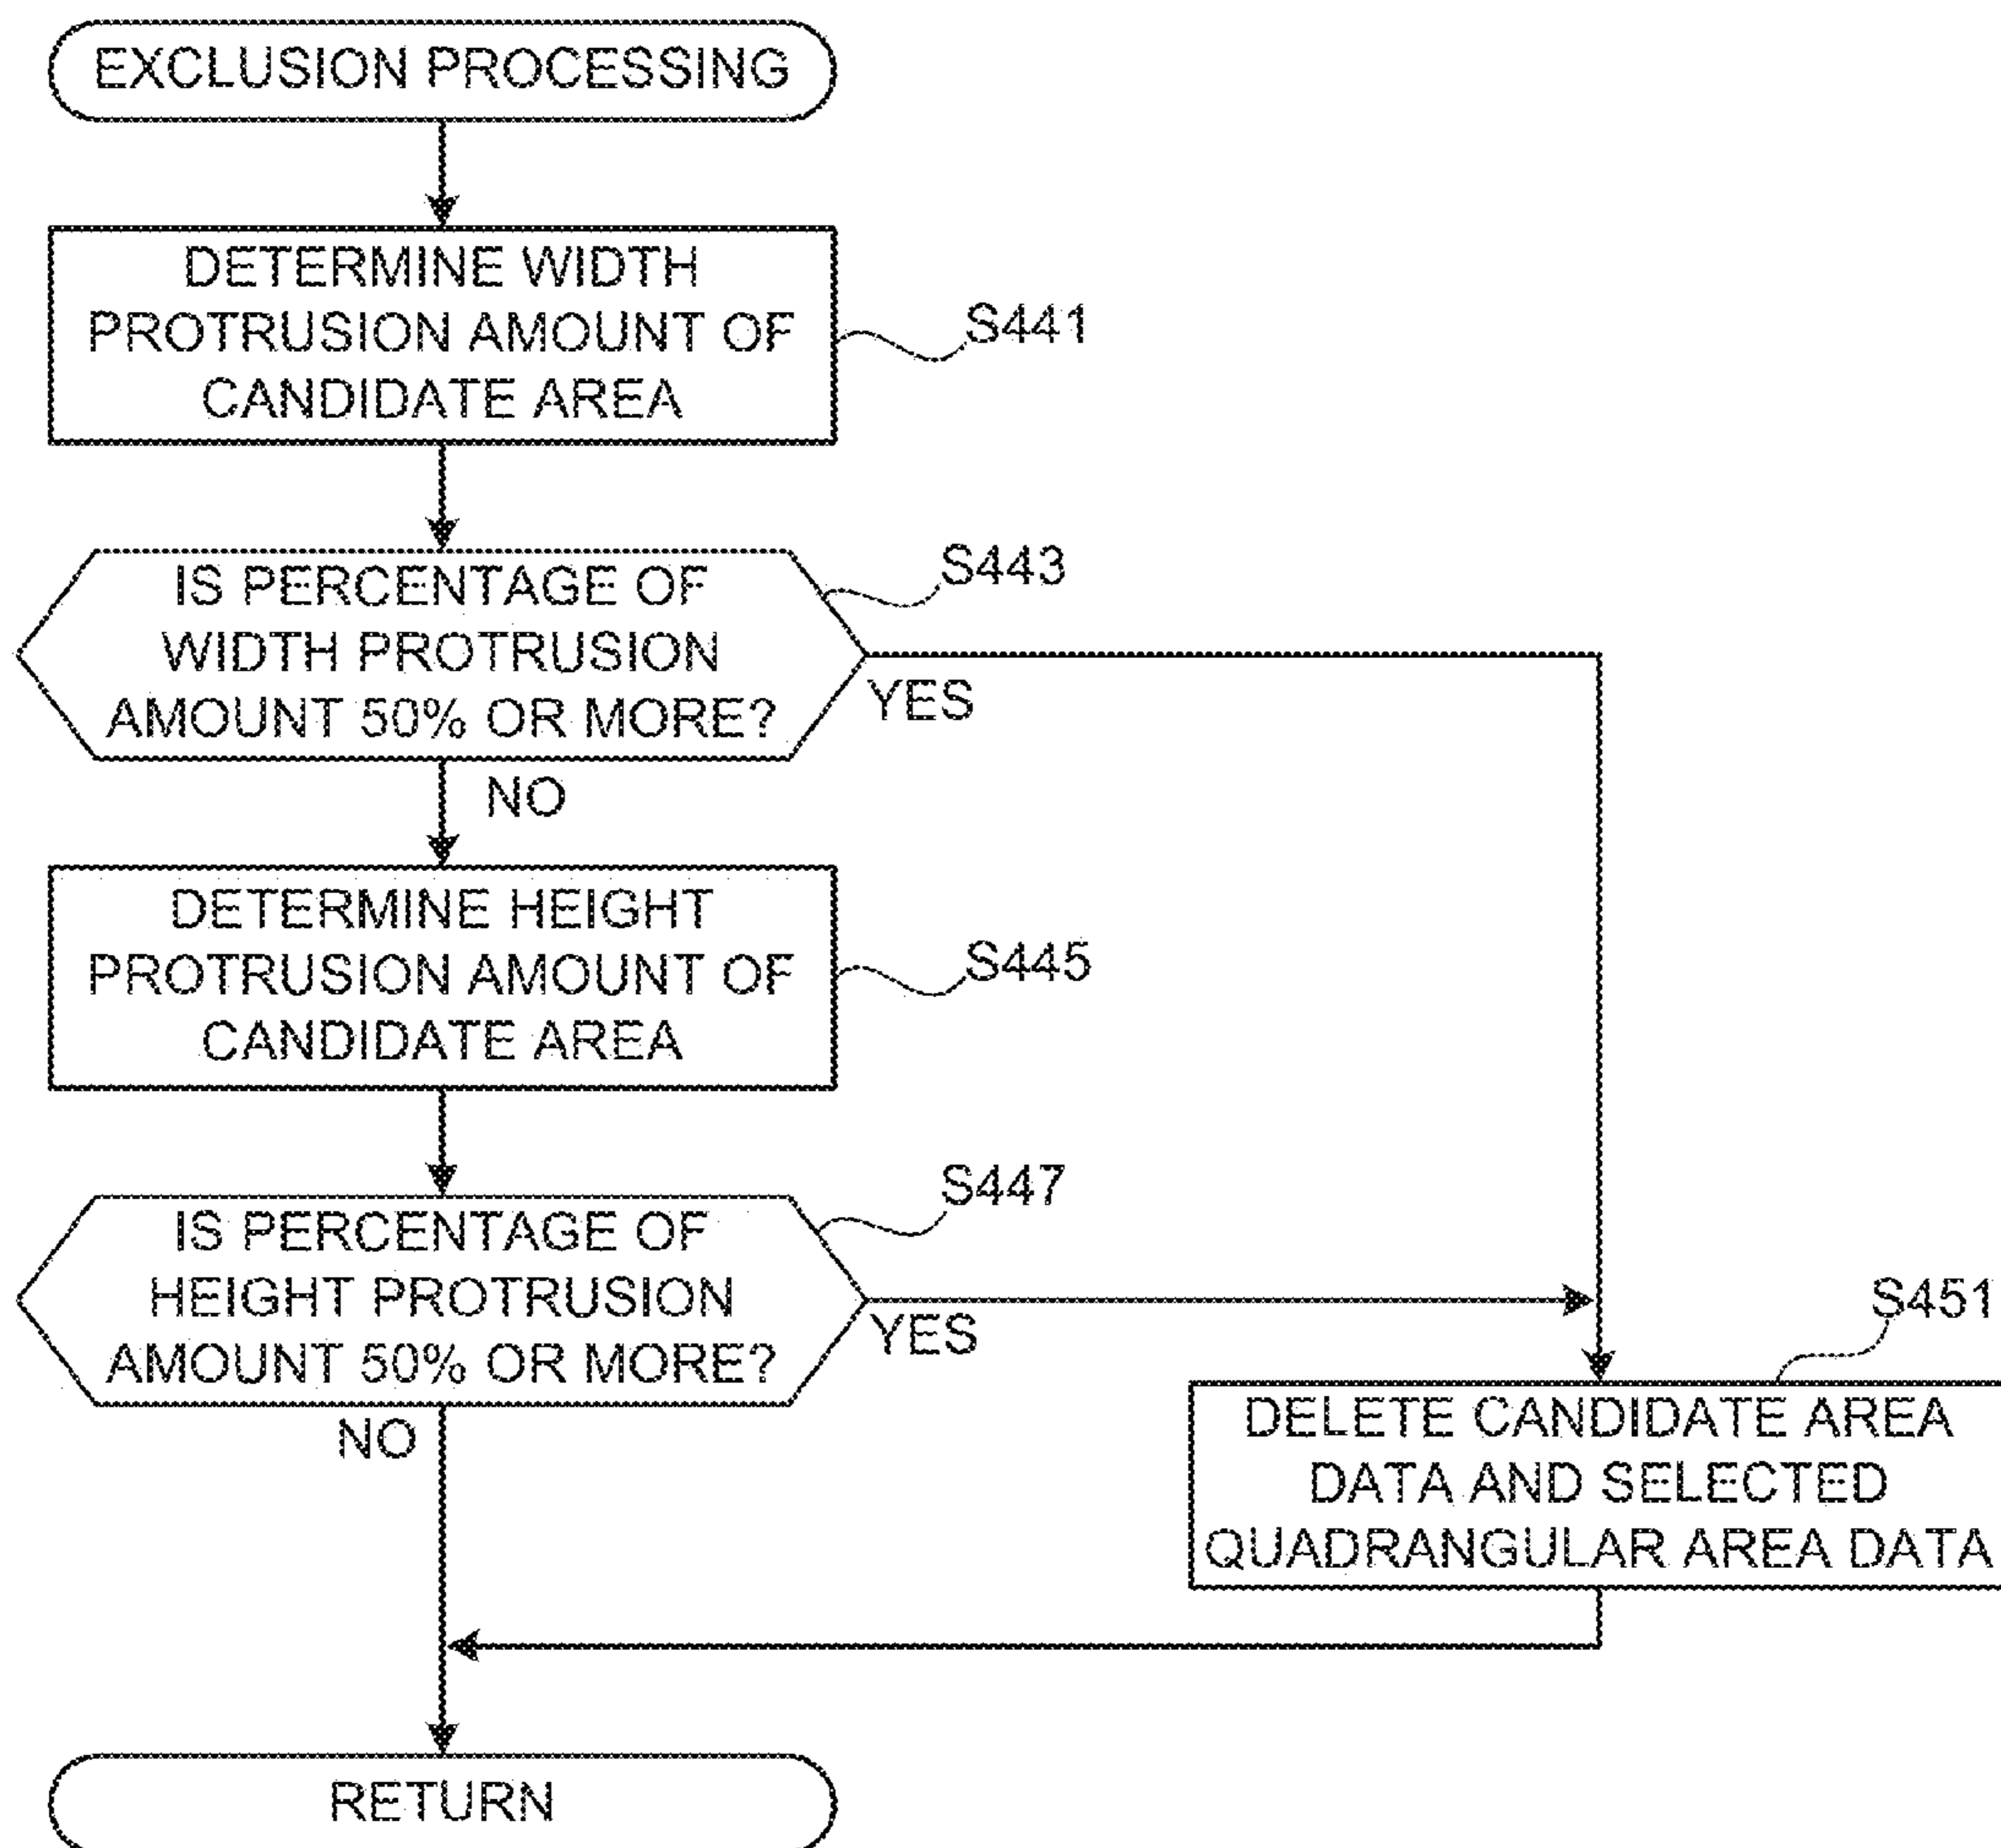 EXCLUSION PROCESSING
DETERMINE WIDTH
PROTRUSION AMOUNT OF
CANDIDATE AREA
S441
IS PERCENTAGE OF
WIDTH PROTRUSION
AMOUNT 50% OR MORE?
S443
YES
NO
DETERMINE HEIGHT
PROTRUSION AMOUNT OF
CANDIDATE AREA
S445
IS PERCENTAGE OF
HEIGHT PROTRUSION
AMOUNT 50% OR MORE?
S447
YES
NO
S451
DELETE CANDIDATE AREA
DATA AND SELECTED
QUADRANGULAR AREA DATA
RETURN